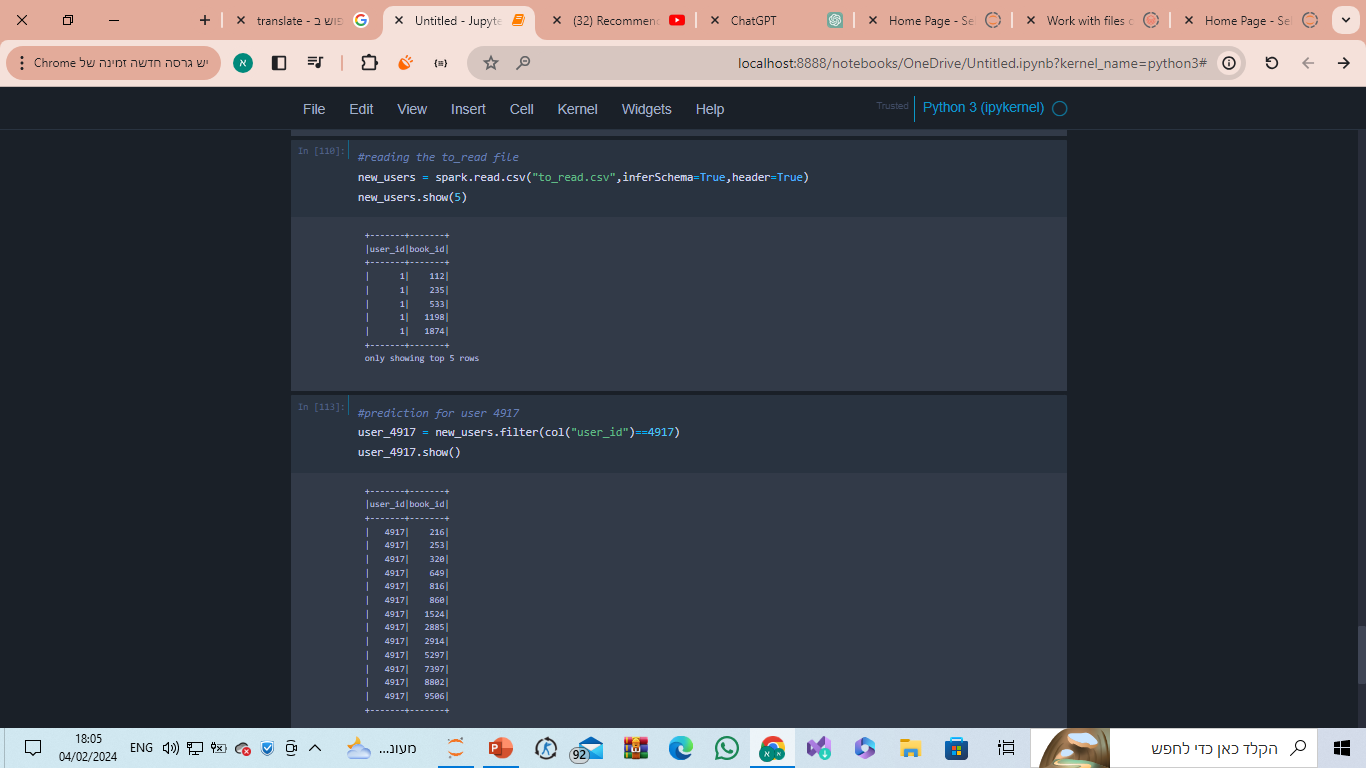 translate - חיפוש ב
Untitled - Jupyte
(32) Recommend
ChatGPT
Home Page - Sel
Work with files o
Home Page - Sel
יש גרסה חדשה זמינה של Chrome
א
localhost:8888/notebooks/OneDrive/Untitled.ipynb?kernel_name=python3#
File Edit View Insert Cell Kernel Widgets Help
Trusted Python 3 (ipykernel)
In [110]:
#reading the to_read file
new_users = spark.read.csv("to_read.csv",inferSchema=True,header=True)
new_users.show(5)
+-------+-------+
|user_id|book_id|
+-------+-------+
| 1| 112|
| 1| 235|
| 1| 533|
| 1| 1198|
| 1| 1874|
+-------+-------+
only showing top 5 rows
In [113]:
#prediction for user 4917
user_4917 = new_users.filter(col("user_id")==4917)
user_4917.show()
+-------+-------+
|user_id|book_id|
+-------+-------+
| 4917| 216|
| 4917| 253|
| 4917| 320|
| 4917| 649|
| 4917| 816|
| 4917| 860|
| 4917| 1524|
| 4917| 2885|
| 4917| 2914|
| 4917| 5297|
| 4917| 7397|
| 4917| 8802|
| 4917| 9506|
+-------+-------+
18:05
04/02/2024
ENG
מעונ...
92
הקלד כאן כדי לחפש